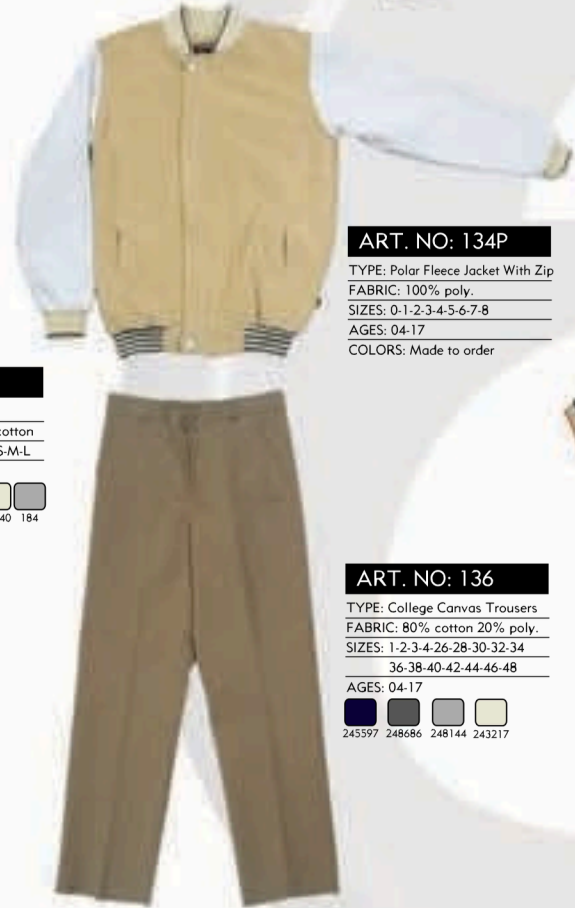 ART. NO: 134P
TYPE: Polar Fleece Jacket With Zip
FABRIC: 100% poly.
SIZES: 0-1-2-3-4-5-6-7-8
AGES: 04-17
COLORS: Made to order
cotton
S-M-L
40 184
ART. NO: 136
TYPE: College Canvas Trousers
FABRIC: 80% cotton 20% poly.
SIZES: 1-2-3-4-26-28-30-32-34
36-38-40-42-44-46-48
AGES: 04-17
245597 248686 248144 243217